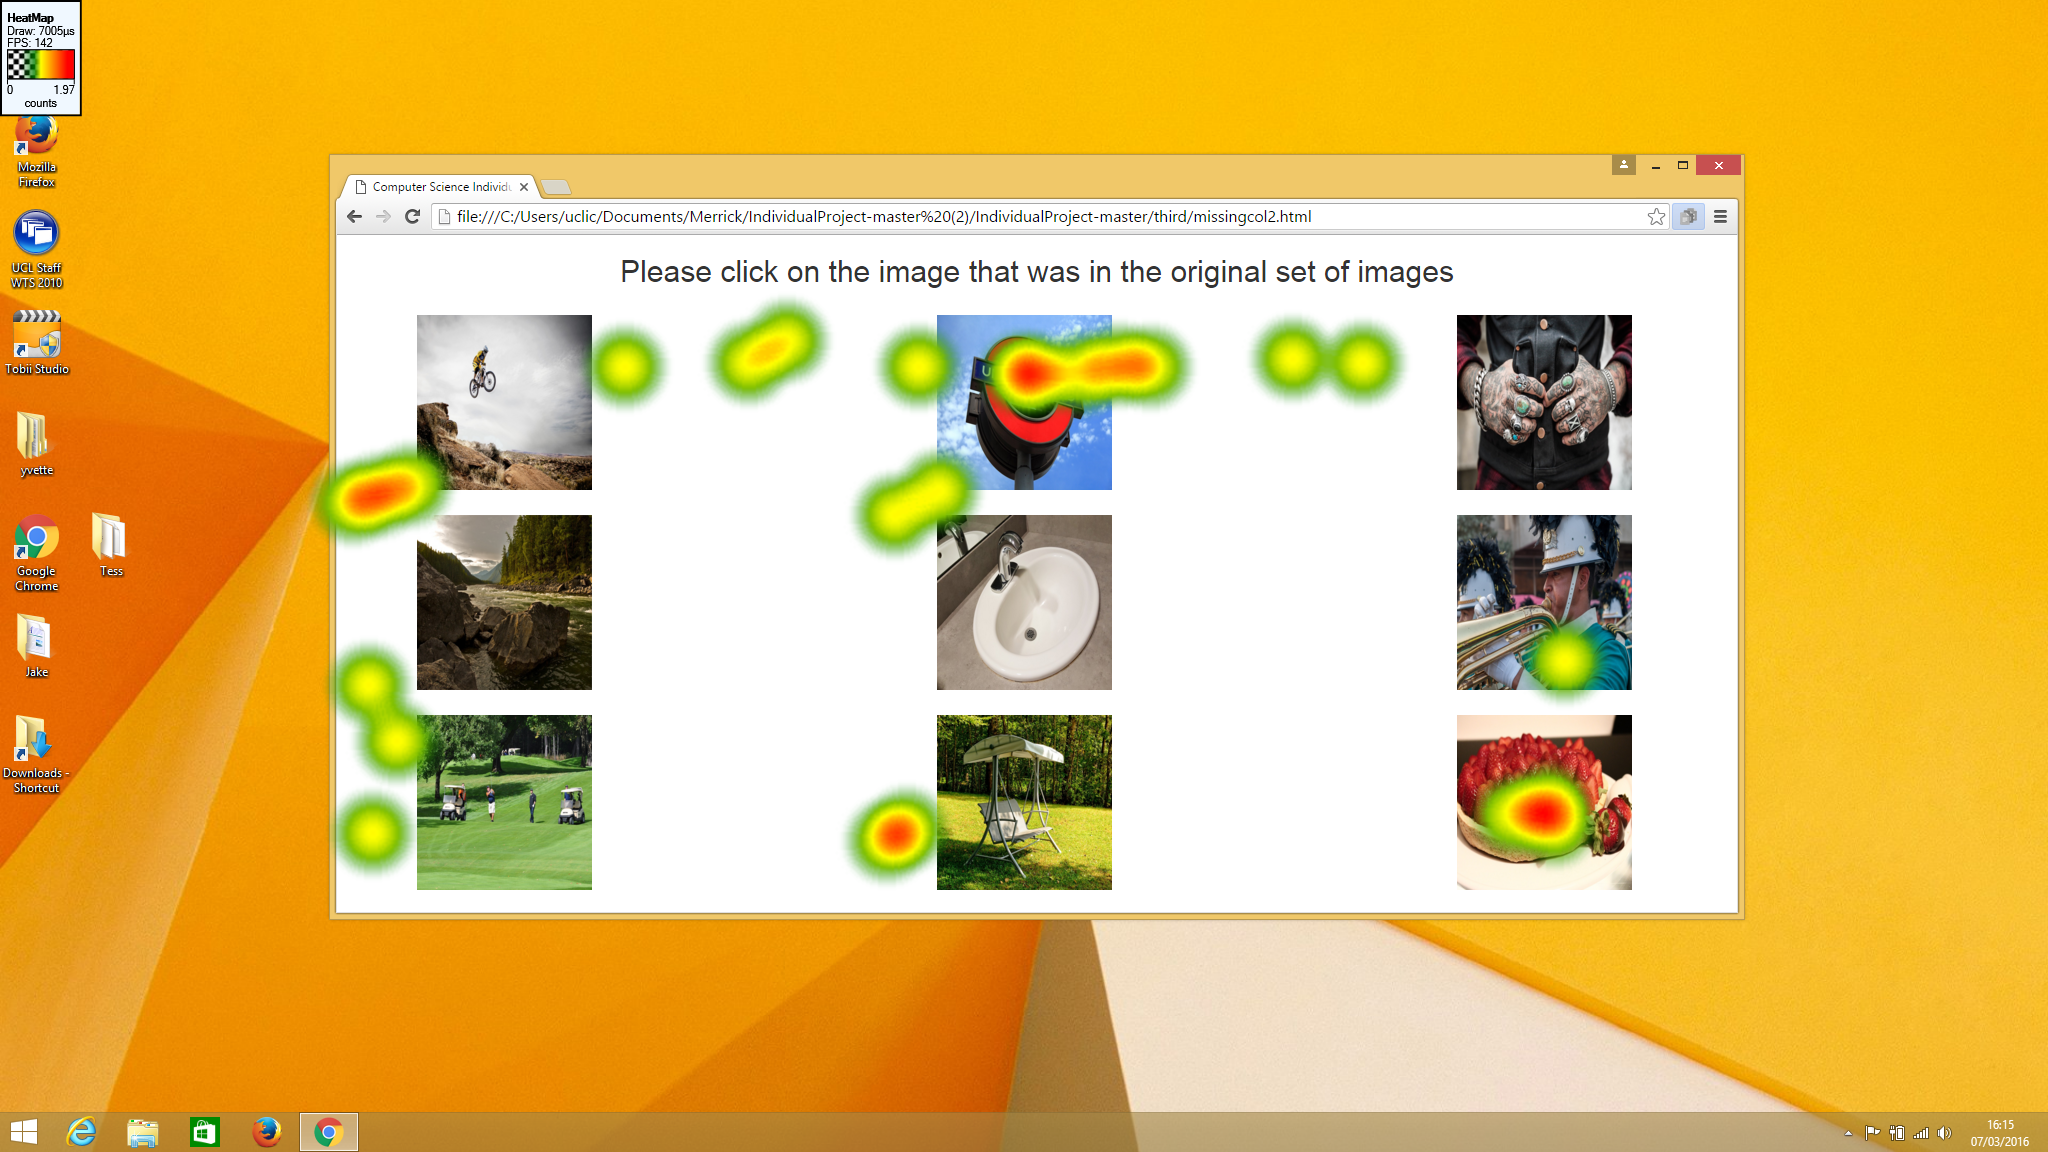 HeatMap
Draw: 7005µs
FPS: 142
0 1.97
counts
Mozilla
Firefox
UCL Staff
WTS 2010
Tobii Studio
yvette
Google
Chrome
Tess
Jake
Downloads -
Shortcut
Computer Science Individu
file:///C:/Users/uclic/Documents/Merrick/IndividualProject-master%20(2)/IndividualProject-master/third/missingcol2.html
Please click on the image that was in the original set of images
U
16:15
07/03/2016